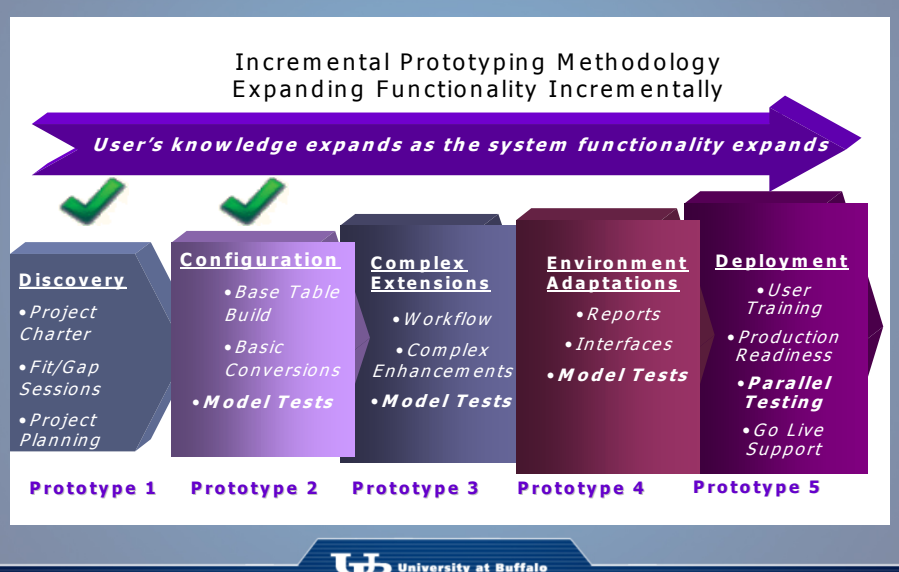 Incremental Prototyping Methodology
Expanding Functionality Incrementally
User's knowledge expands as the system functionality expands
Discovery
•Project
Charter
•Fit/Gap
Sessions
•Project
Planning
Configuration
•Base Table
Build
•Basic
Conversions
•Model Tests
Complex
Extensions
•Workflow
•Complex
Enhancements
•Model Tests
Environment
Adaptations
•Reports
•Interfaces
•Model Tests
Deployment
•User
Training
•Production
Readiness
•Parallel
Testing
•Go Live
Support
Prototype 1
Prototype 2
Prototype 3
Prototype 4
Prototype 5
UB University at Buffalo